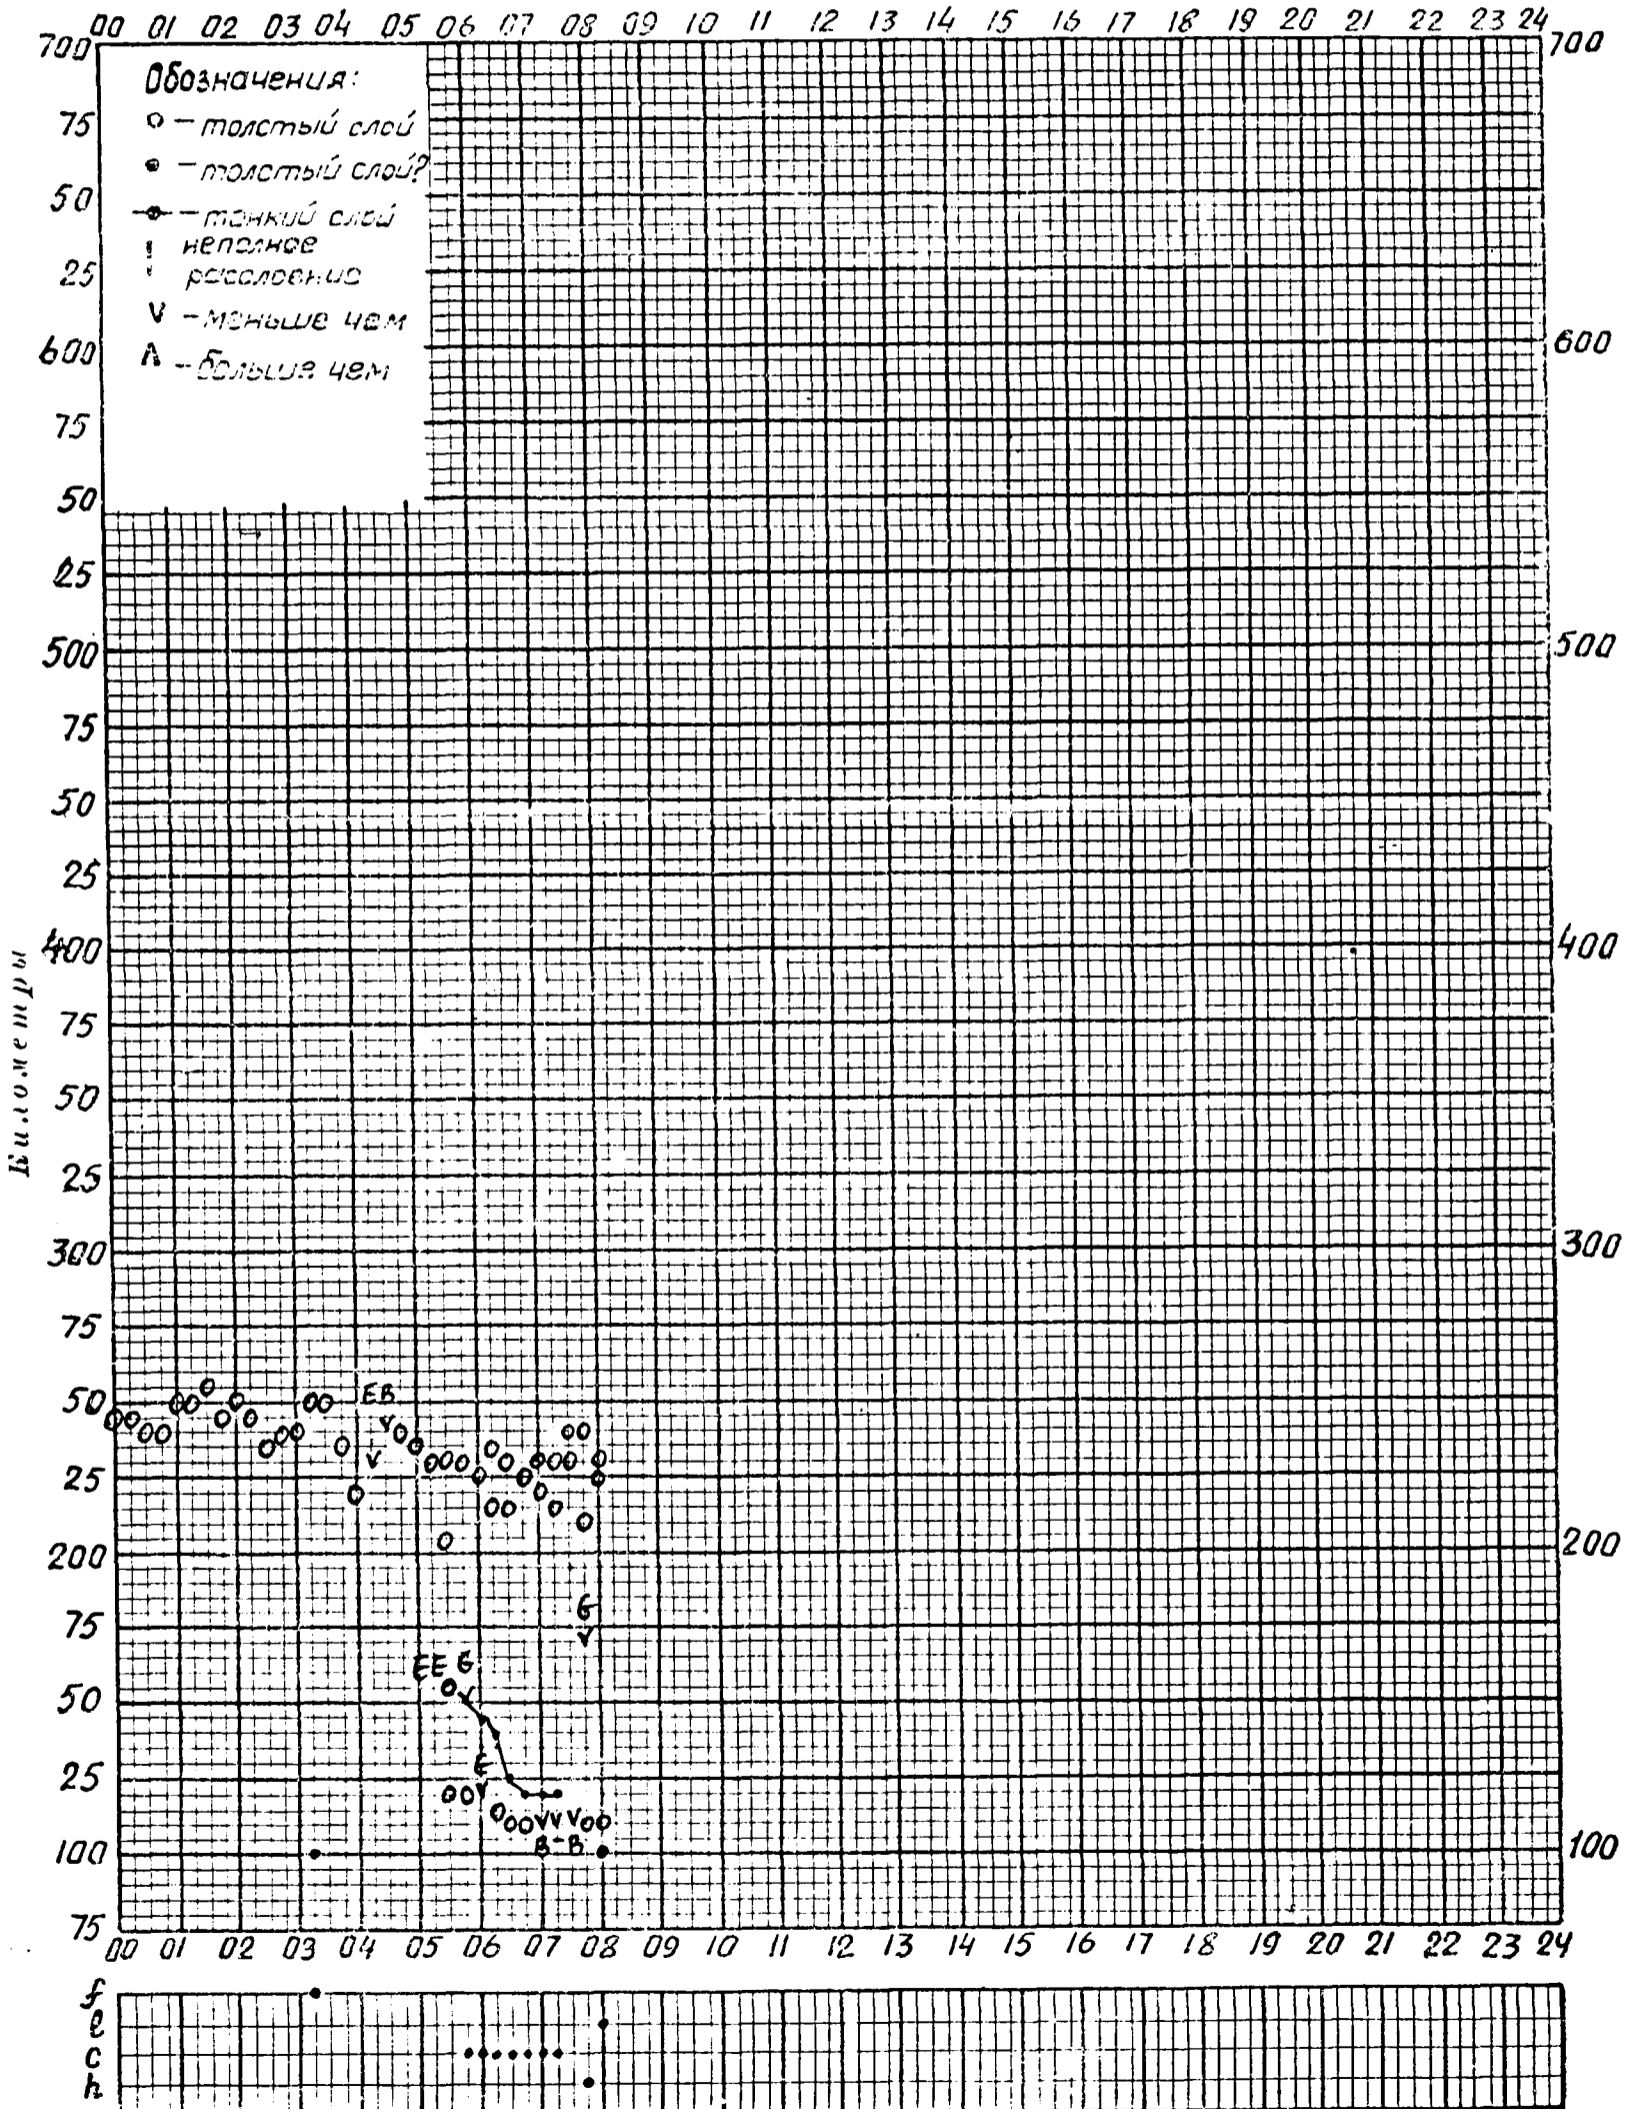 00 01 02 03 04 05 06 07 08 09 10 11 12 13 14 15 16 17 18 19 20 21 22 23 24
700 700
Обозначения:
о – толстый слой
75
● – толстый слой?
50
– тонкий слой
неполное
25 расслоение
V – меньше чем
600 600
Λ – больше чем
75
50
25
500 500
75
50
25
400 400
75
50
25
300 300
75
50 EB
25
200 200
G
75
EE G
50
E
25
B–B
100 100
75
00 01 02 03 04 05 06 07 08 09 10 11 12 13 14 15 16 17 18 19 20 21 22 23 24
f
l
c
h
Километры